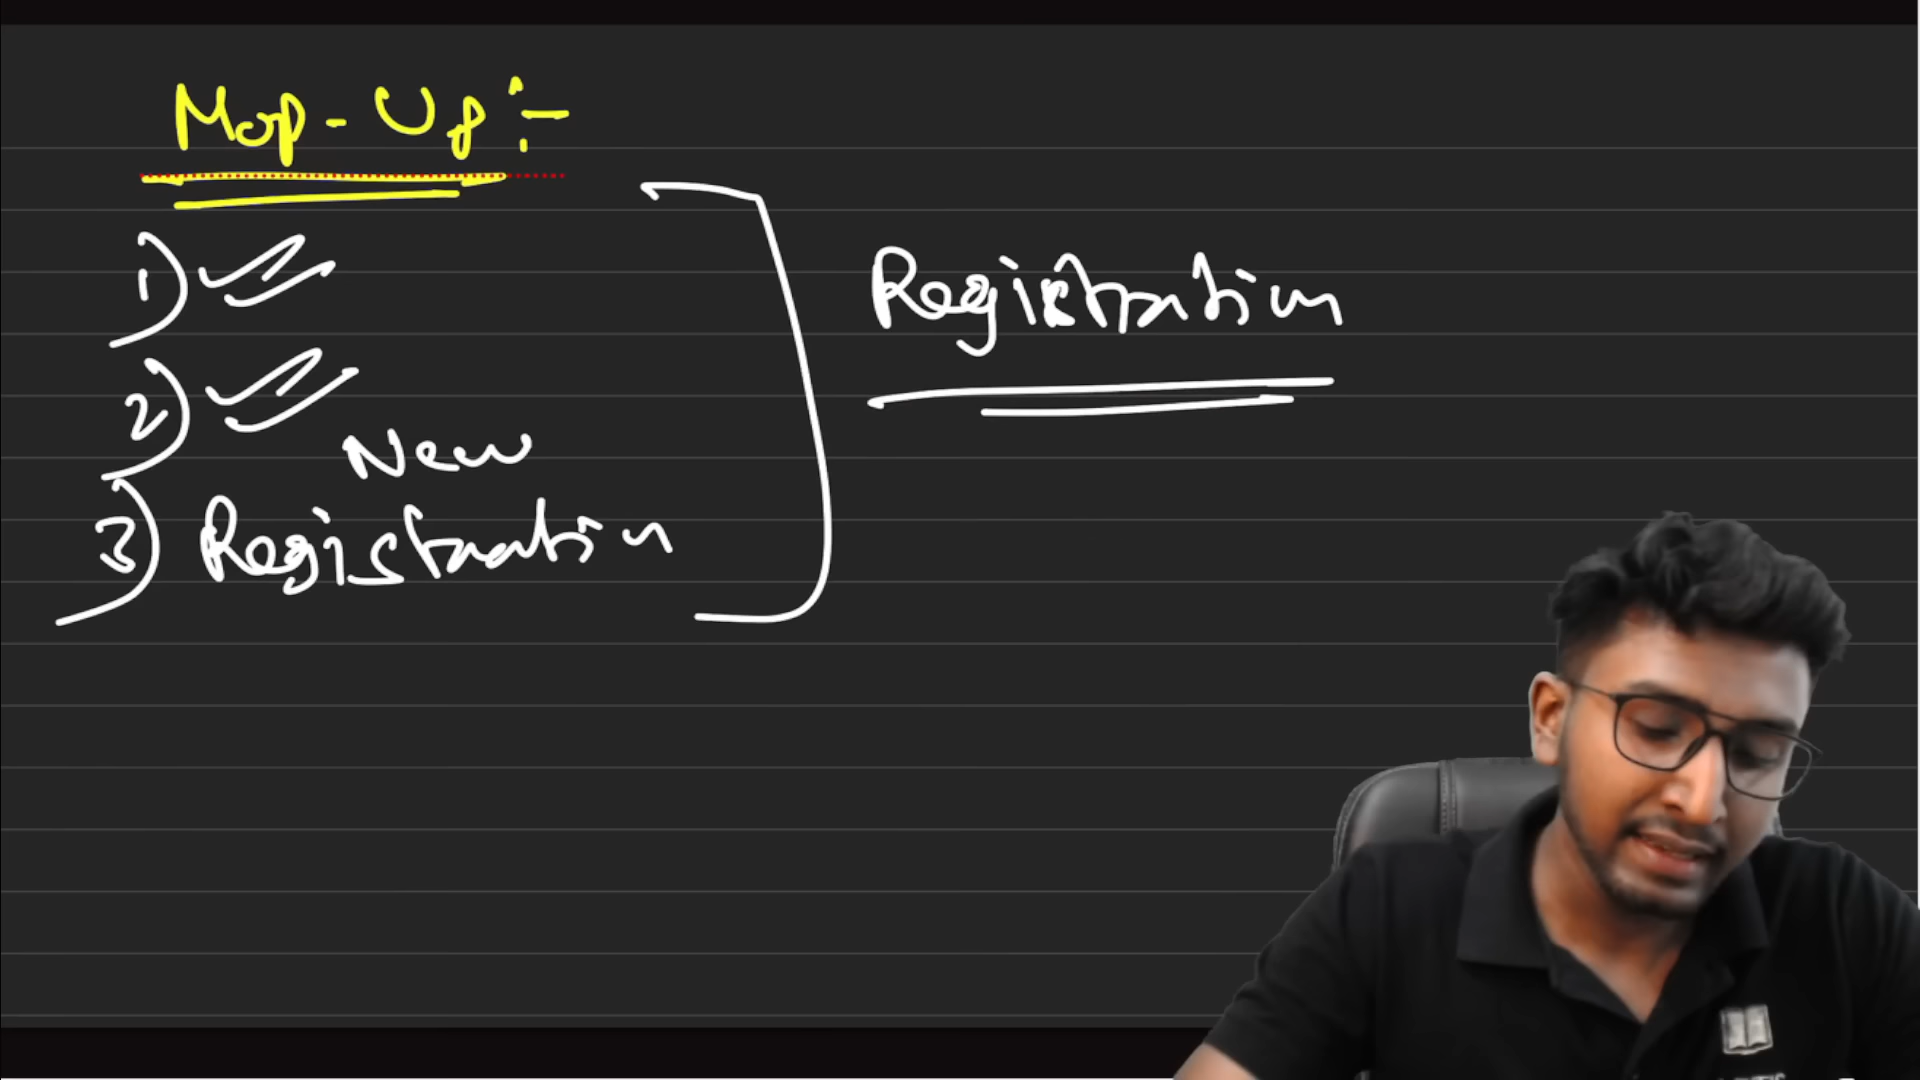 Mop-Up :-
1)
2)
New
3) Registration
Registration